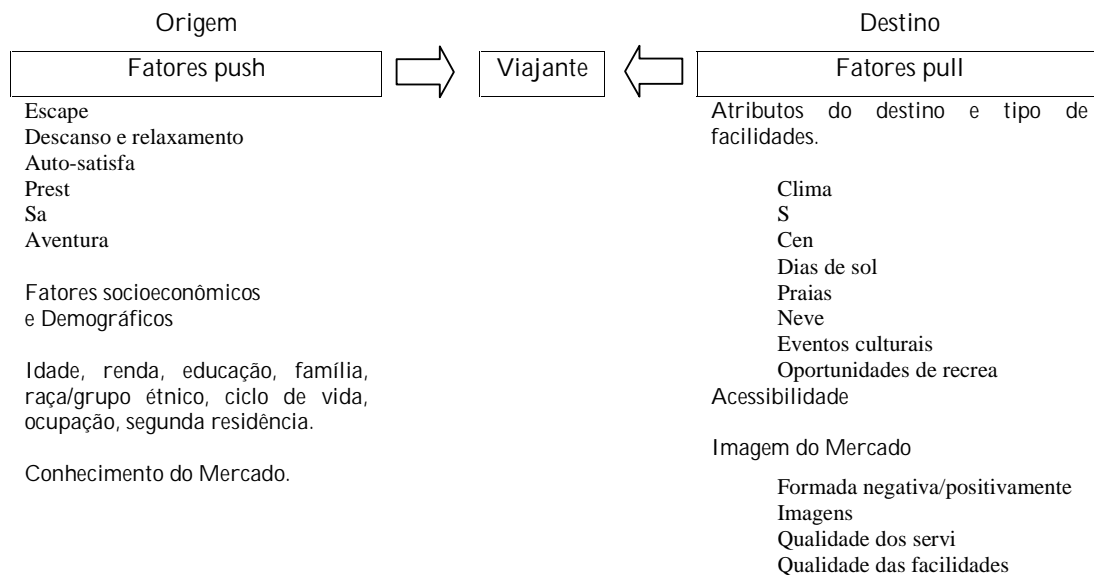 Origem
Destino
Fatores push
Viajante
Fatores pull
Escape
Descanso e relaxamento
Auto-satisfa
Prest
Sa
Aventura
Fatores socioeconômicos
e Demográficos
Idade, renda, educação, família,
raça/grupo étnico, ciclo de vida,
ocupação, segunda residência.
Conhecimento do Mercado.
Atributos do destino e tipo de
facilidades.
Clima
S
Cen
Dias de sol
Praias
Neve
Eventos culturais
Oportunidades de recrea
Acessibilidade
Imagem do Mercado
Formada negativa/positivamente
Imagens
Qualidade dos servi
Qualidade das facilidades